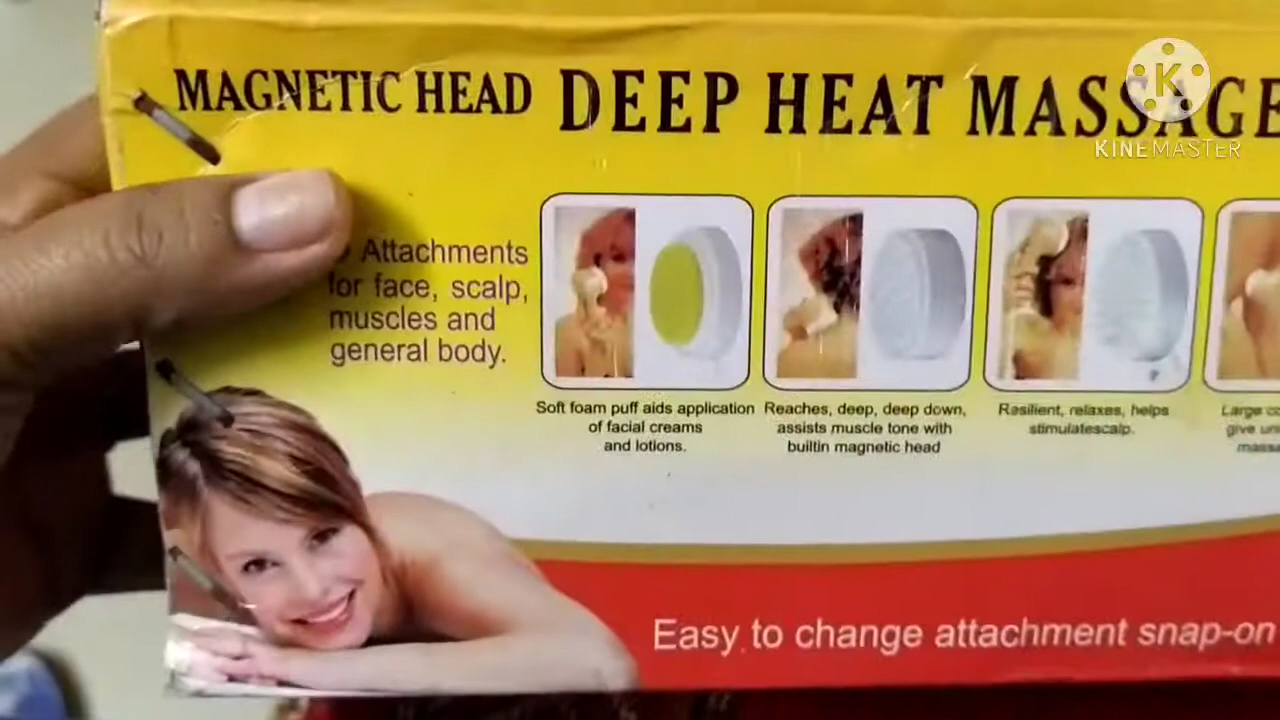 MAGNETIC HEAD DEEP HEAT MASSAGE
KINEMASTER
Attachments
for face, scalp,
muscles and
general body.
Soft foam puff aids application
of facial creams
and lotions.
Reaches, deep, deep down,
assists muscle tone with
builtin magnetic head
Resilient, relaxes, helps
stimulatescalp.
Large
give
Easy to change attachment snap-on